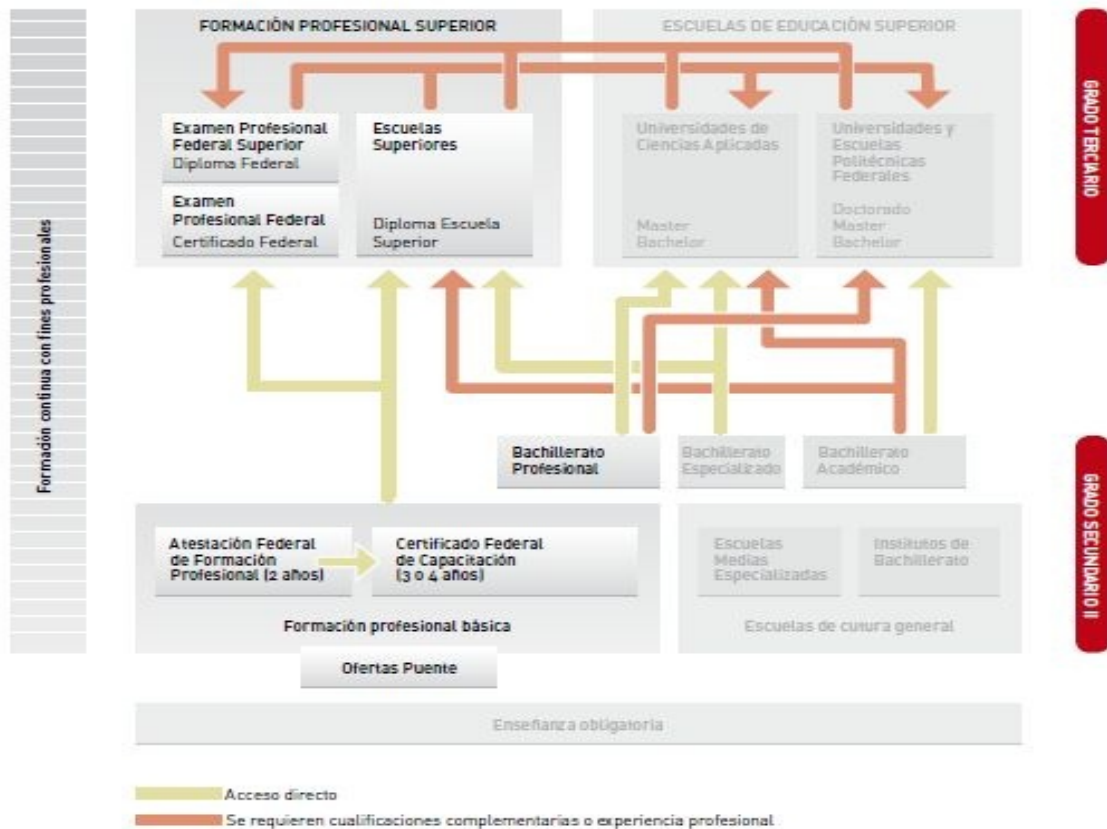 FORMACIÓN PROFESIONAL SUPERIOR
ESCUELAS DE EDUCACIÓN SUPERIOR
Examen Profesional
Federal Superior
Diploma Federal
Examen
Profesional Federal
Certificado Federal
Escuelas
Superiores
Diploma Escuela
Superior
Universidades de
Ciencias Aplicadas
Master
Bachelor
Universidades y
Escuelas
Politécnicas
Federales
Doctorado
Master
Bachelor
GRADO TERCIARIO
Formación continua con fines profesionales
Bachillerato
Profesional
Bachillerato
Especializado
Bachillerato
Académico
Atestación Federal
de Formación
Profesional (2 años)
Certificado Federal
de Capacitación
(3 o 4 años)
Formación profesional básica
Escuelas
Medias
Especializadas
Institutos de
Bachillerato
Escuelas de cutura general
GRADO SECUNDARIO II
Ofertas Puente
Enseñanza obligatoria
Acceso directo
Se requieren cualificaciones complementarias o experiencia profesional